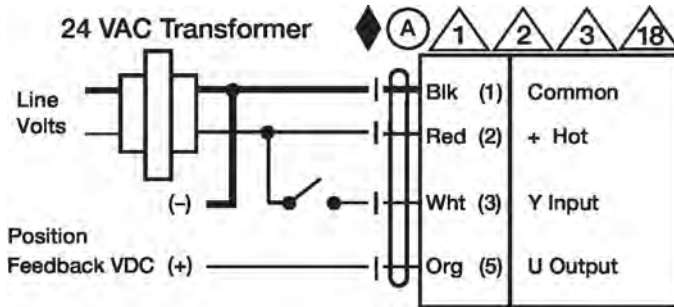 24 VAC Transformer
A 1 2 3 18
Line
Volts
Blk (1) Common
Red (2) + Hot
(-) Wht (3) Y Input
Position
Feedback VDC (+) Org (5) U Output